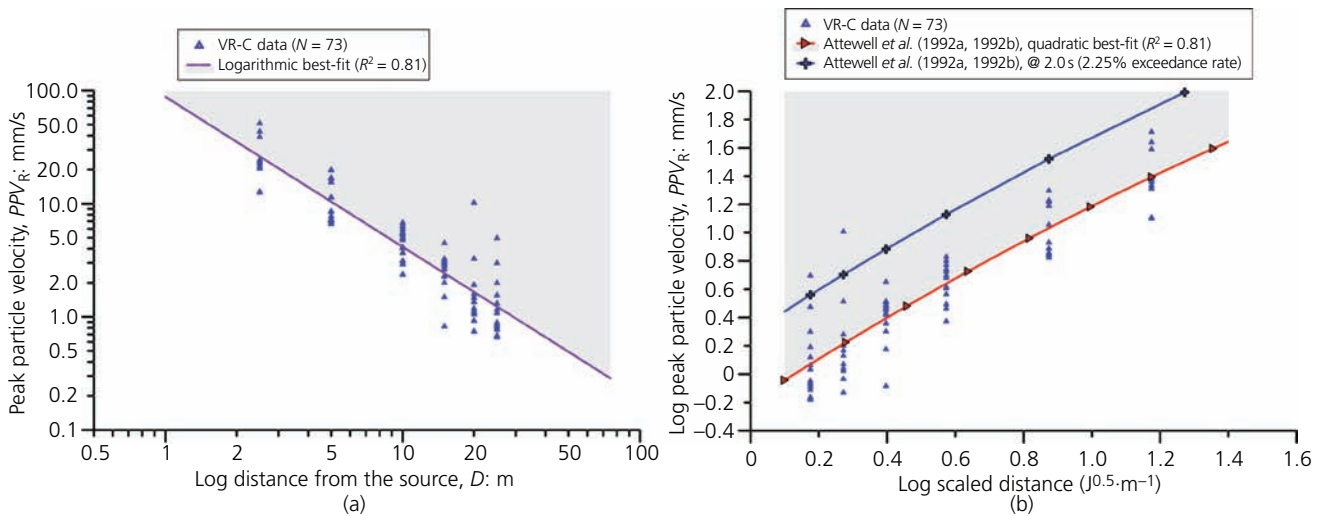 VR-C data (N = 73)
Logarithmic best-fit (R² = 0.81)
Peak particle velocity, PPV_R: mm/s
100.0
50.0
20.0
10.0
5.0
2.0
1.0
0.5
0.2
0.1
0.5 1 2 5 10 20 50 100
Log distance from the source, D: m
(a)
VR-C data (N = 73)
Attewell et al. (1992a, 1992b), quadratic best-fit (R² = 0.81)
Attewell et al. (1992a, 1992b), @ 2.0 s (2.25% exceedance rate)
Log peak particle velocity, PPV_R: mm/s
2.0
1.8
1.6
1.4
1.2
1.0
0.8
0.6
0.4
0.2
0
–0.2
–0.4
0 0.2 0.4 0.6 0.8 1.0 1.2 1.4 1.6
Log scaled distance (J⁰·⁵·m⁻¹)
(b)